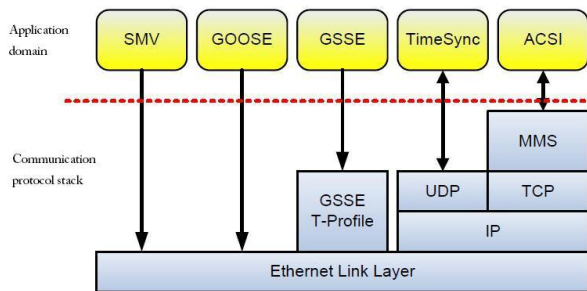 Application
domain
SMV
GOOSE
GSSE
TimeSync
ACSI
Communication
protocol stack
MMS
GSSE
T-Profile
UDP
TCP
IP
Ethernet Link Layer